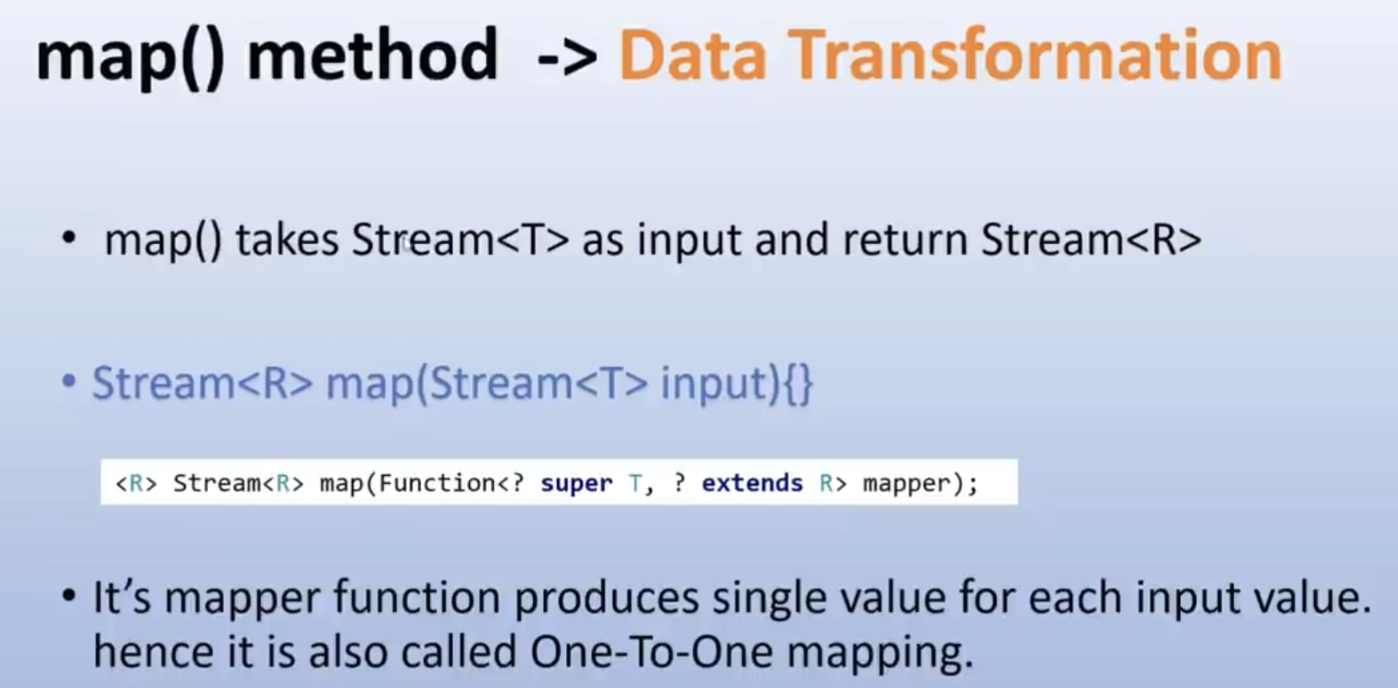 map() method -> Data Transformation
• map() takes Stream<T> as input and return Stream<R>
• Stream<R> map(Stream<T> input){}
<R> Stream<R> map(Function<? super T, ? extends R> mapper);
• It’s mapper function produces single value for each input value.
hence it is also called One-To-One mapping.